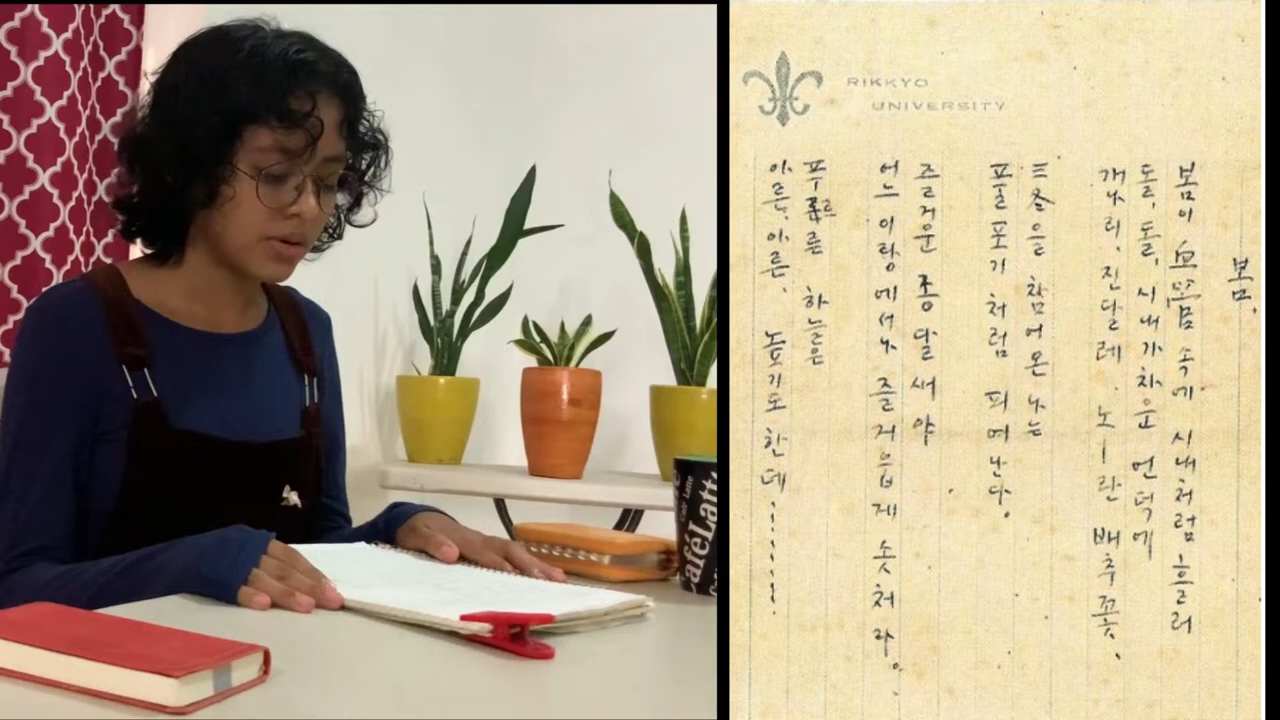 RIKKYO
UNIVERSITY
봄.
봄이 血管 속에 시내처럼 흘러
돌, 돌, 시내가차운 언덕에
개나리, 진달레, 노—란 배추꽃,
三冬을 참어온 나는
풀포기 처럼 피여난다.
즐거운 종달새야
어느 이랑에서나 즐거웁게 솟처라.
푸르른 하늘은
아른, 아른, 높기도 한데……
Café Latte
CaféLatte